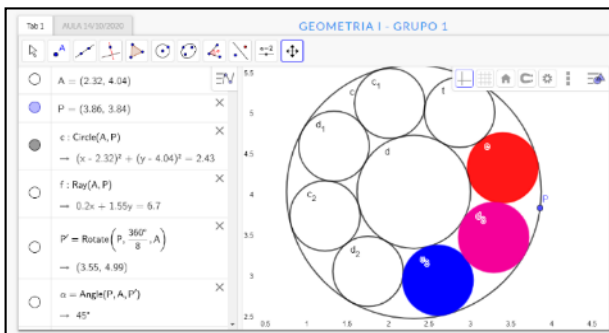 Tab 1 AULA 14/10/2020 GEOMETRIA I - GRUPO 1
A = (2.32, 4.04)
P = (3.86, 3.84)
c : Circle(A, P)
→ (x - 2.32)² + (y - 4.04)² = 2.43
f : Ray(A, P)
→ 0.2x + 1.55y = 6.7
P' = Rotate(P, 360°/8, A)
→ (3.55, 4.99)
α = Angle(P, A, P')
→ 45°
A
a=2
5.5
5
4.5
4
3.5
3
2.5
0.5 1 1.5 2 2.5 3 3.5 4 4.5 5
c
c₁
d₁
d
e
P
c₂
d₂